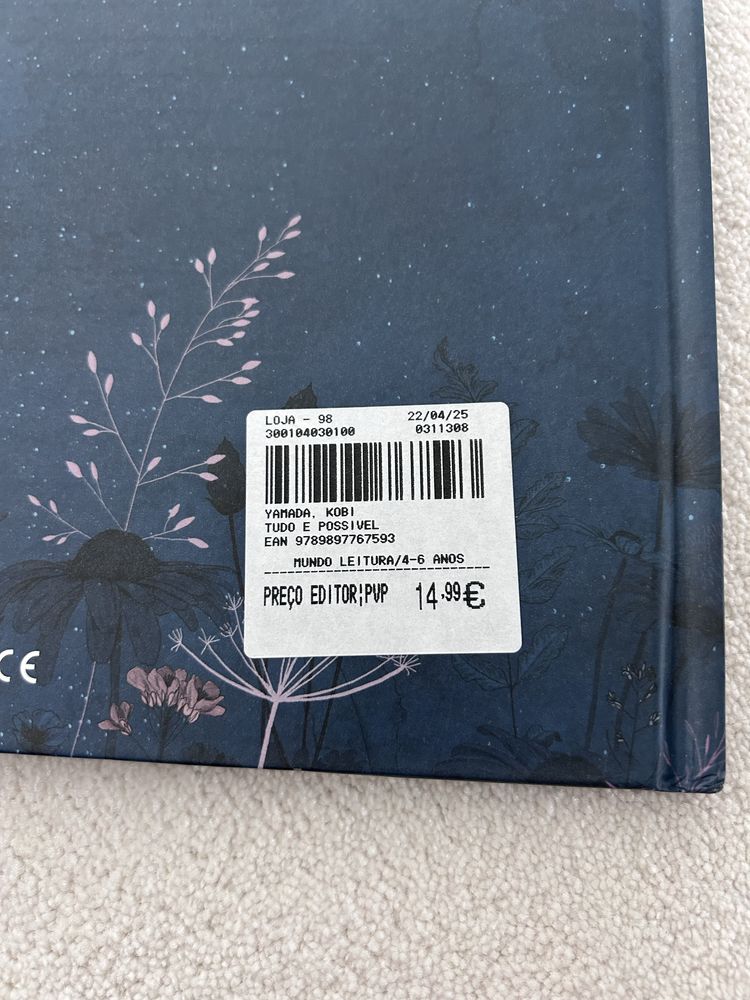 LOJA - 98 22/04/25
300104030100 0311308
YAMADA, KOBI
TUDO E POSSIVEL
EAN 9789897767593
MUNDO LEITURA/4-6 ANOS
PREÇO EDITOR¦PVP 14,99€
CE